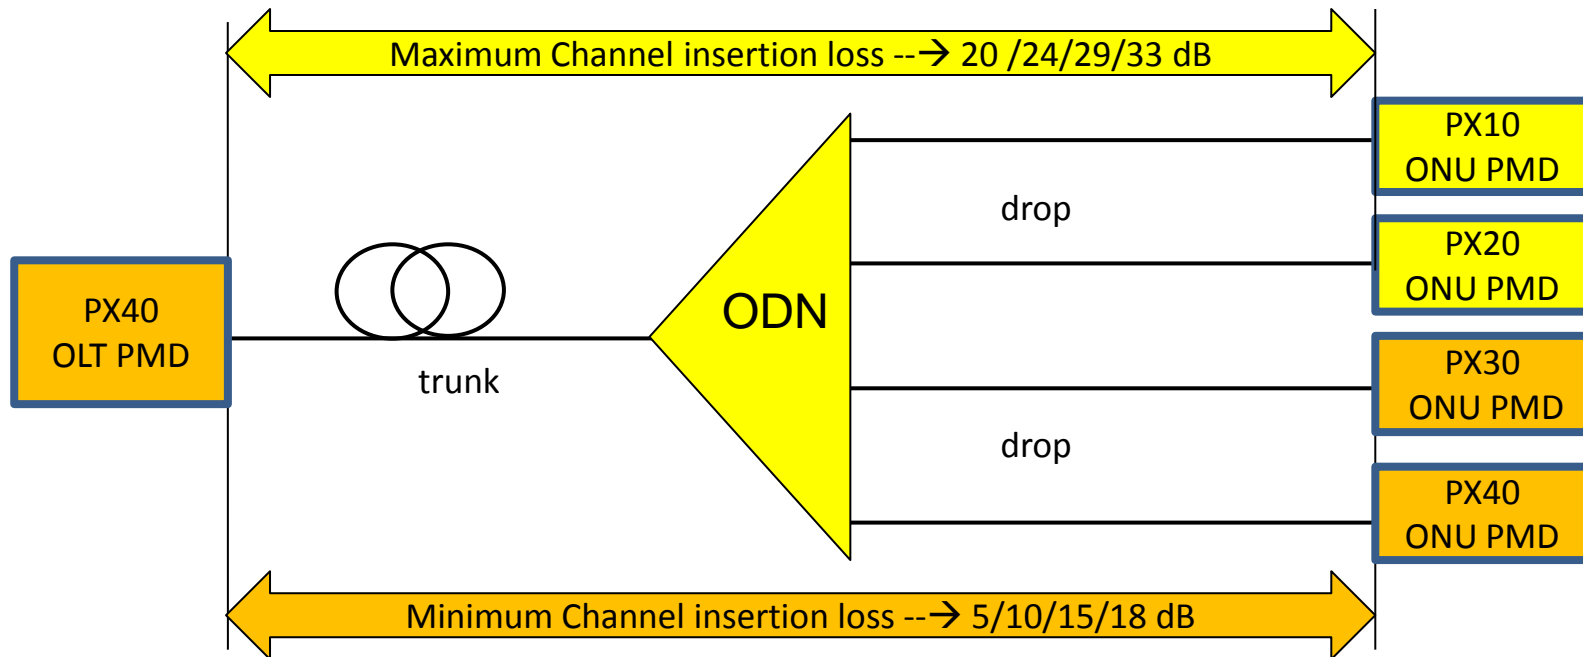 Maximum Channel insertion loss --→ 20 /24/29/33 dB
PX10
ONU PMD
drop
PX20
ONU PMD
PX40
OLT PMD
ODN
trunk
PX30
ONU PMD
drop
PX40
ONU PMD
Minimum Channel insertion loss --→ 5/10/15/18 dB